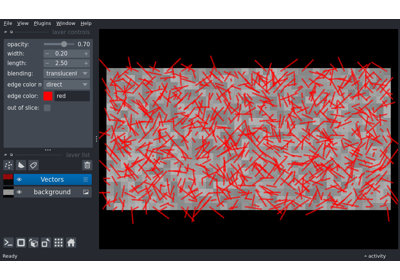 File View Plugins Window Help
layer controls
opacity: 0.70
width: 0.20
length: 2.50
blending: translucent
edge color m direct
edge color: red
out of slice:
layer list
Vectors
background
Ready
activity